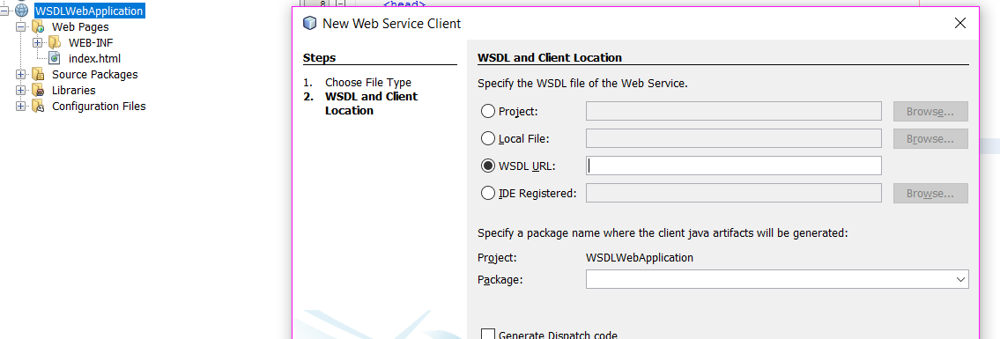 WSDLWebApplication
Web Pages
WEB-INF
index.html
Source Packages
Libraries
Configuration Files
8 <head>
New Web Service Client
Steps
1. Choose File Type
2. WSDL and Client
Location
WSDL and Client Location
Specify the WSDL file of the Web Service.
Project: Browse...
Local File: Browse...
WSDL URL:
IDE Registered: Browse...
Specify a package name where the client java artifacts will be generated:
Project: WSDLWebApplication
Package:
Generate Dispatch code